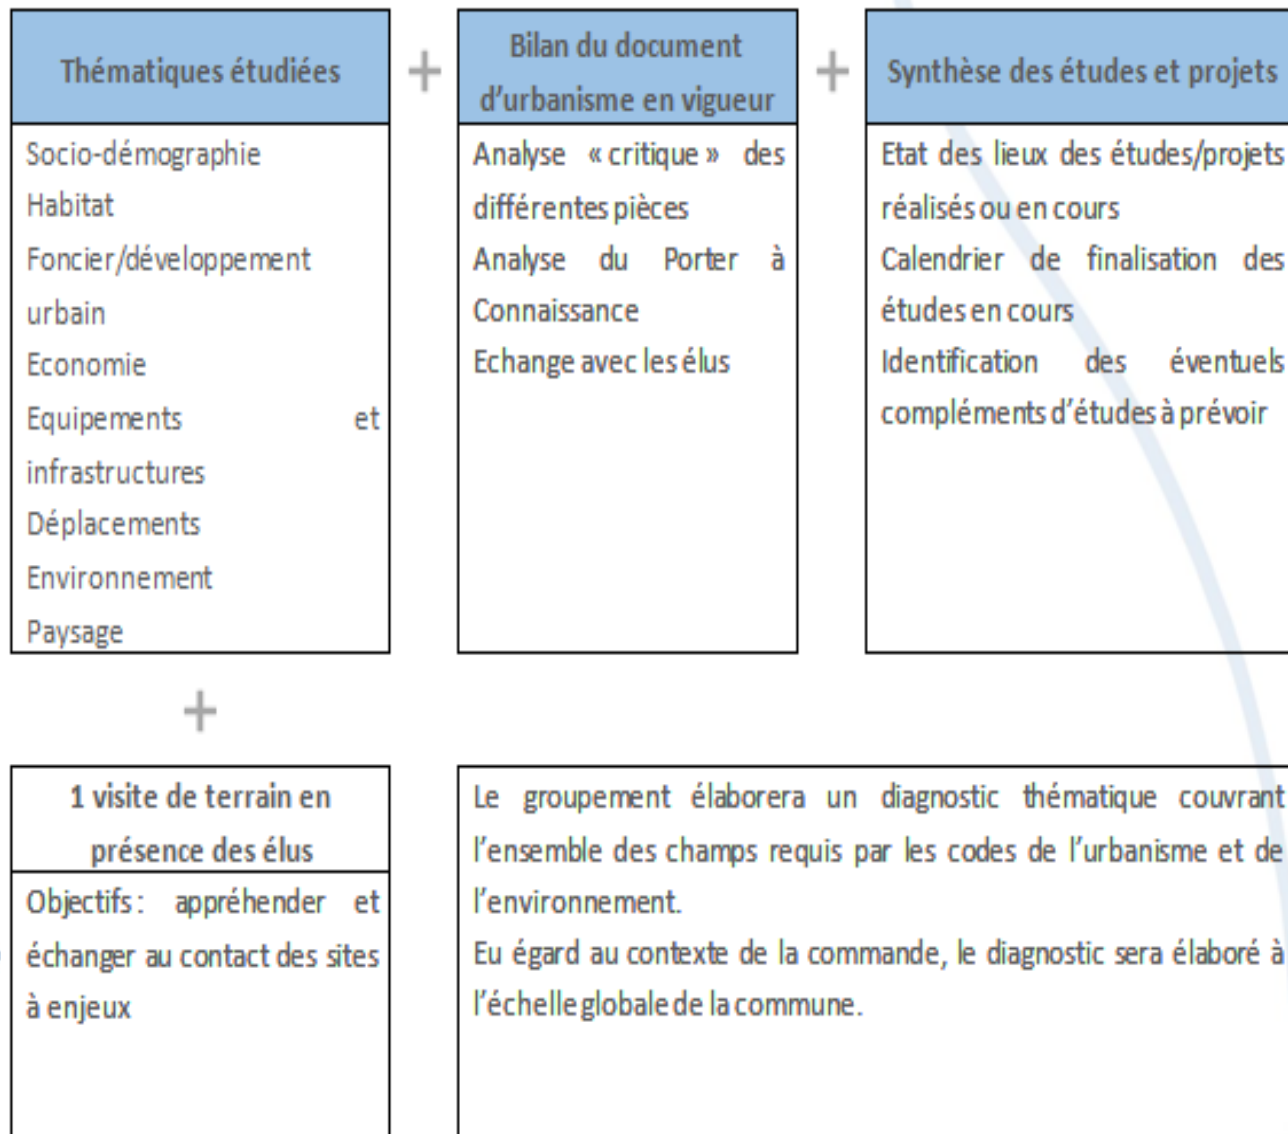 Thématiques étudiées
Socio-démographie
Habitat
Foncier/développement
urbain
Economie
Equipements et
infrastructures
Déplacements
Environnement
Paysage
+
Bilan du document
d'urbanisme en vigueur
Analyse « critique » des
différentes pièces
Analyse du Porter à
Connaissance
Echange avec les élus
+
Synthèse des études et projets
Etat des lieux des études/projets
réalisés ou en cours
Calendrier de finalisation des
études en cours
Identification des éventuels
compléments d'études à prévoir
+
1 visite de terrain en
présence des élus
Objectifs : appréhender et
échanger au contact des sites
à enjeux
Le groupement élaborera un diagnostic thématique couvrant
l'ensemble des champs requis par les codes de l'urbanisme et de
l'environnement.
Eu égard au contexte de la commande, le diagnostic sera élaboré à
l'échelle globale de la commune.